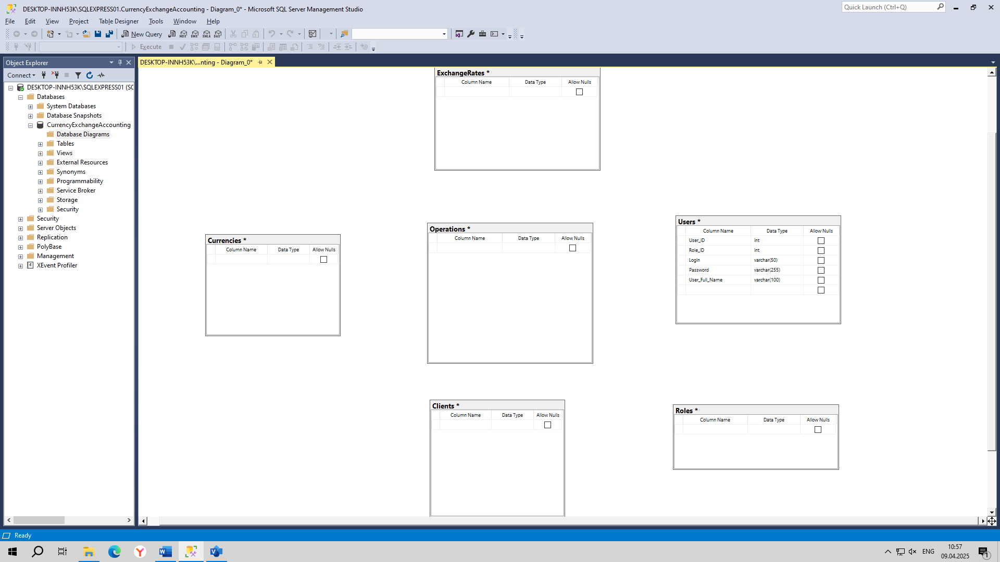 DESKTOP-INNH53K\SQLEXPRESS01.CurrencyExchangeAccounting - Diagram_0* - Microsoft SQL Server Management Studio
Quick Launch (Ctrl+Q)
File Edit View Project Table Designer Tools Window Help
New Query
MDX DMX XMLA DAX
Execute
Object Explorer
Connect
DESKTOP-INNH53K\SQLEXPRESS01 (SC
Databases
System Databases
Database Snapshots
CurrencyExchangeAccounting
Database Diagrams
Tables
Views
External Resources
Synonyms
Programmability
Service Broker
Storage
Security
Security
Server Objects
Replication
PolyBase
Management
XEvent Profiler
DESKTOP-INNH53K\...nting - Diagram_0*
ExchangeRates *
Column Name Data Type Allow Nulls
Currencies *
Column Name Data Type Allow Nulls
Operations *
Column Name Data Type Allow Nulls
Users *
Column Name Data Type Allow Nulls
User_ID int
Role_ID int
Login varchar(50)
Password varchar(255)
User_Full_Name varchar(100)
Clients *
Column Name Data Type Allow Nulls
Roles *
Column Name Data Type Allow Nulls
Ready
ENG
10:57
09.04.2025
1